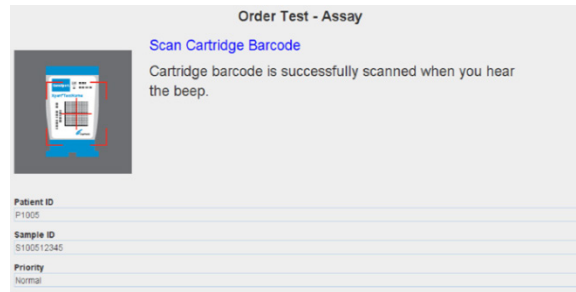 Order Test - Assay
Scan Cartridge Barcode
Cartridge barcode is successfully scanned when you hear
the beep.
Patient ID
P1005
Sample ID
S100512345
Priority
Normal